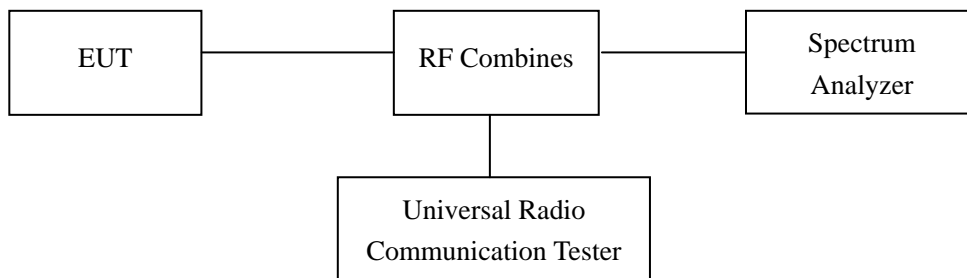 EUT
RF Combines
Spectrum
Analyzer
Universal Radio
Communication Tester